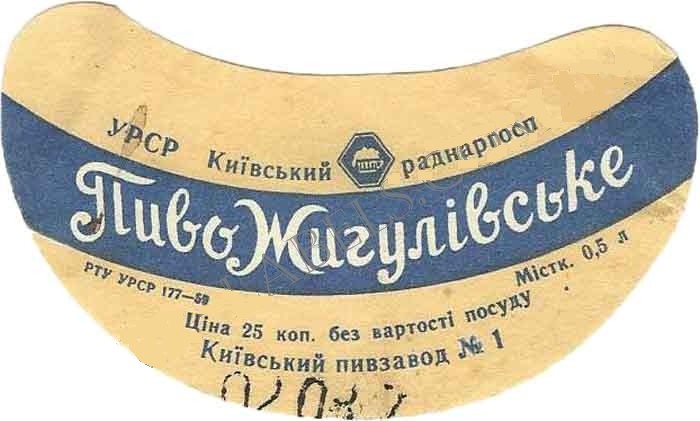 УРСР Київський раднаргосп
Пиво Жигулівське
РТУ УРСР 177—59 Містк. 0,5 л
Ціна 25 коп. без вартості посуду
Київський пивзавод № 1